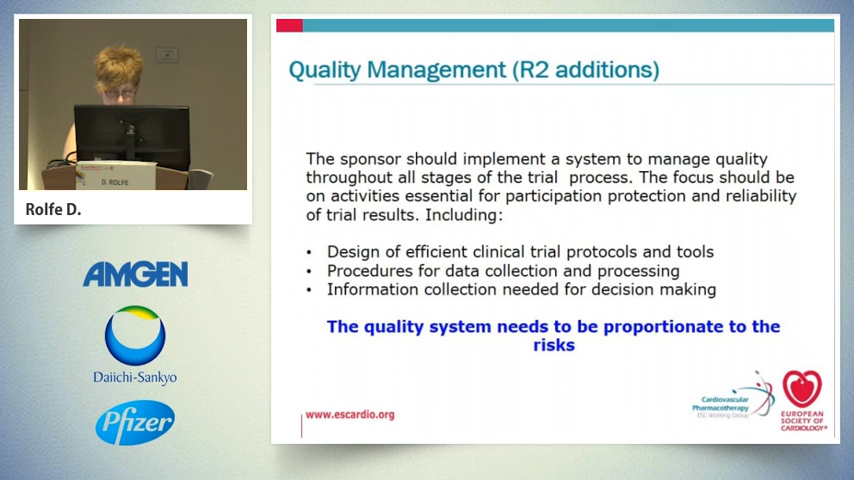 D. ROLFE
Rolfe D.
AMGEN
Daiichi-Sankyo
Pfizer
Quality Management (R2 additions)
The sponsor should implement a system to manage quality
throughout all stages of the trial process. The focus should be
on activities essential for participation protection and reliability
of trial results. Including:
• Design of efficient clinical trial protocols and tools
• Procedures for data collection and processing
• Information collection needed for decision making
The quality system needs to be proportionate to the
risks
www.escardio.org
Cardiovascular
Pharmacotherapy
ESC Working Group
EUROPEAN
SOCIETY OF
CARDIOLOGY®